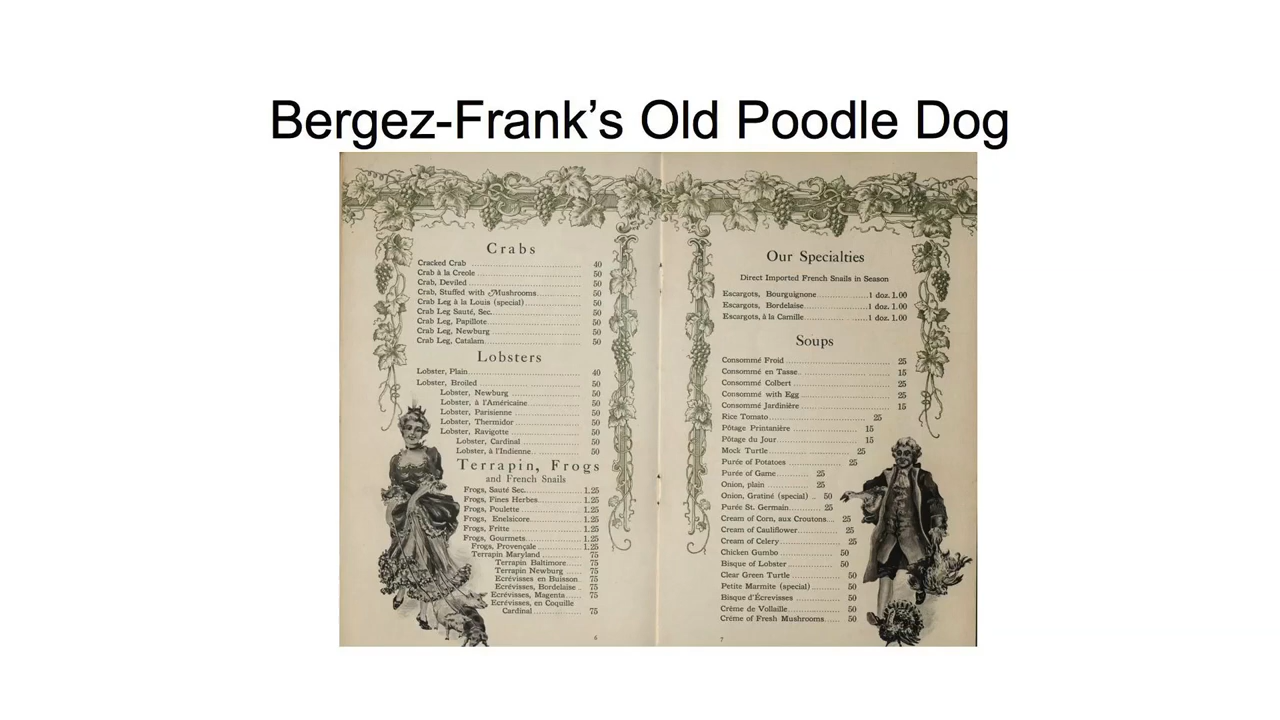 Bergez-Frank’s Old Poodle Dog
Crabs
Cracked Crab 40
Crab à la Creole 50
Crab, Deviled 50
Crab, Stuffed with Mushrooms 50
Crab Leg à la Louis (special) 50
Crab Leg Sauté, Sec. 50
Crab Leg, Papillote 50
Crab Leg, Newburg 50
Crab Leg, Catalam 50
Lobsters
Lobster, Plain 40
Lobster, Broiled 50
Lobster, Newburg 50
Lobster, à l'Américaine 50
Lobster, Parisienne 50
Lobster, Thermidor 50
Lobster, Ravigotte 50
Lobster, Cardinal 50
Lobster, à l'Indienne 50
Terrapin, Frogs
and French Snails
Frogs, Sauté Sec. 1.25
Frogs, Fines Herbes 1.25
Frogs, Poulette 1.25
Frogs, Enelsicore 1.25
Frogs, Fritte 1.25
Frogs, Gourmets 1.25
Frogs, Provençale 1.25
Terrapin Maryland 75
Terrapin Baltimore 75
Terrapin Newburg 75
Ecrévisses en Buisson 75
Ecrévisses, Bordelaise 75
Ecrévisses, Magenta 75
Ecrévisses, en Coquille
Cardinal 75
6
Our Specialties
Direct Imported French Snails in Season
Escargots, Bourguignone 1 doz. 1.00
Escargots, Bordelaise 1 doz. 1.00
Escargots, à la Camille 1 doz. 1.00
Soups
Consommé Froid 25
Consommé en Tasse 15
Consommé Colbert 25
Consommé with Egg 25
Consommé Jardinière 15
Rice Tomato 25
Pôtage Printanière 15
Pôtage du Jour 15
Mock Turtle 25
Purée of Potatoes 25
Purée of Game 25
Onion, plain 25
Onion, Gratiné (special) 50
Purée St. Germain 25
Cream of Corn, aux Croutons 25
Cream of Cauliflower 25
Cream of Celery 25
Chicken Gumbo 50
Bisque of Lobster 50
Clear Green Turtle 50
Petite Marmite (special) 50
Bisque d'Écrevisses 50
Crême de Vollaille 50
Crême of Fresh Mushrooms 50
7